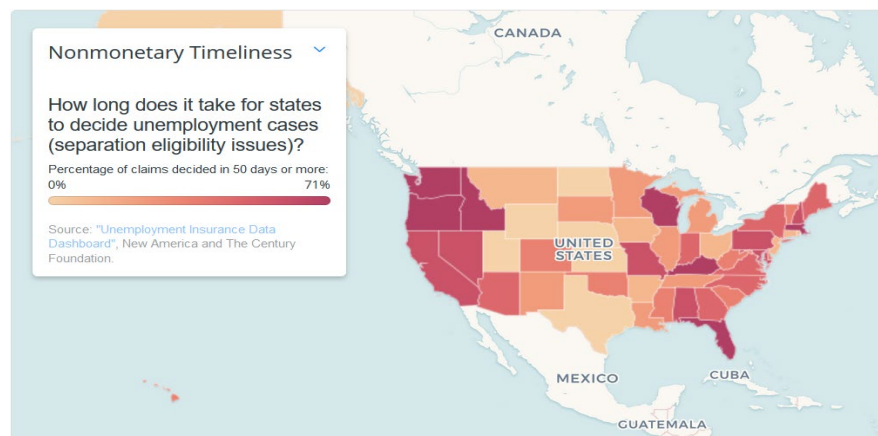 CANADA
Nonmonetary Timeliness
How long does it take for states
to decide unemployment cases
(separation eligibility issues)?
Percentage of claims decided in 50 days or more:
0% 71%
Source: "Unemployment Insurance Data
Dashboard", New America and The Century
Foundation.
UNITED
STATES
MEXICO
CUBA
GUATEMALA